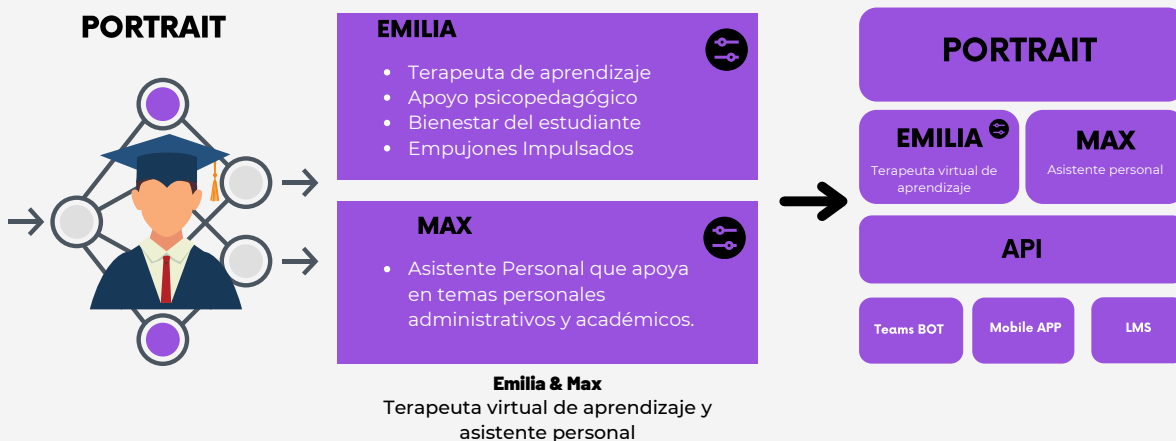 PORTRAIT
EMILIA
• Terapeuta de aprendizaje
• Apoyo psicopedagógico
• Bienestar del estudiante
• Empujones Impulsados
MAX
• Asistente Personal que apoya
en temas personales
administrativos y académicos.
Emilia & Max
Terapeuta virtual de aprendizaje y
asistente personal
PORTRAIT
EMILIA
Terapeuta virtual de
aprendizaje
MAX
Asistente personal
API
Teams BOT
Mobile APP
LMS